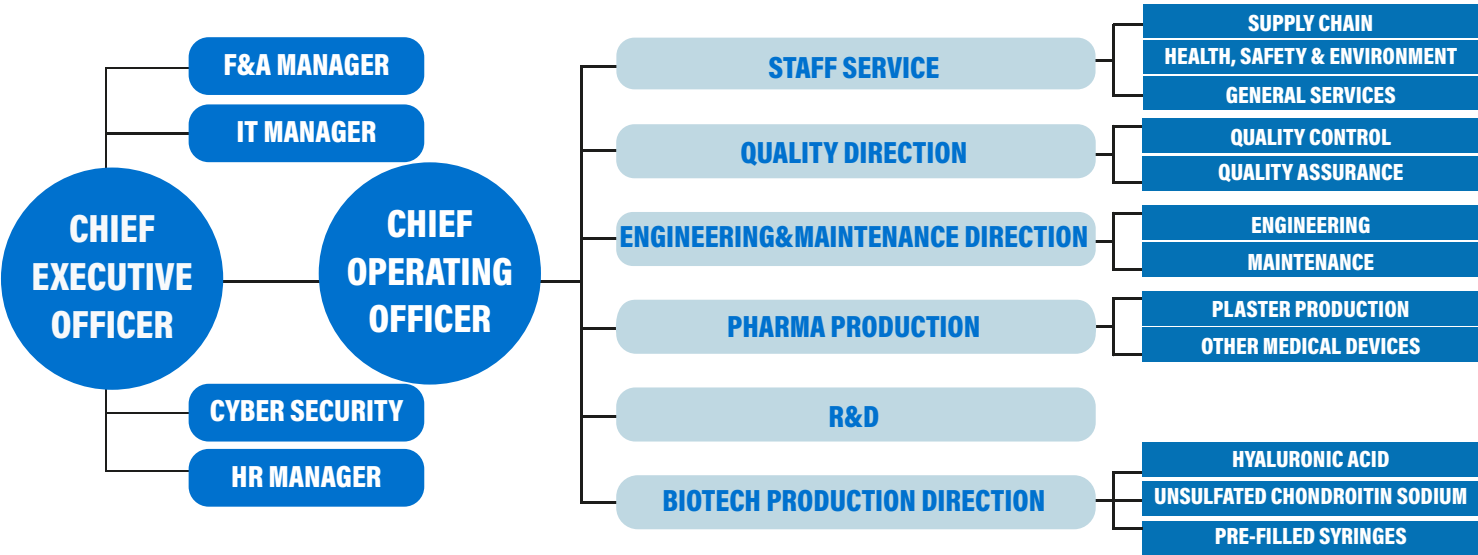 F&A MANAGER
IT MANAGER
CHIEF
EXECUTIVE
OFFICER
CHIEF
OPERATING
OFFICER
CYBER SECURITY
HR MANAGER
STAFF SERVICE
SUPPLY CHAIN
HEALTH, SAFETY & ENVIRONMENT
GENERAL SERVICES
QUALITY DIRECTION
QUALITY CONTROL
QUALITY ASSURANCE
ENGINEERING&MAINTENANCE DIRECTION
ENGINEERING
MAINTENANCE
PHARMA PRODUCTION
PLASTER PRODUCTION
OTHER MEDICAL DEVICES
R&D
BIOTECH PRODUCTION DIRECTION
HYALURONIC ACID
UNSULFATED CHONDROITIN SODIUM
PRE-FILLED SYRINGES